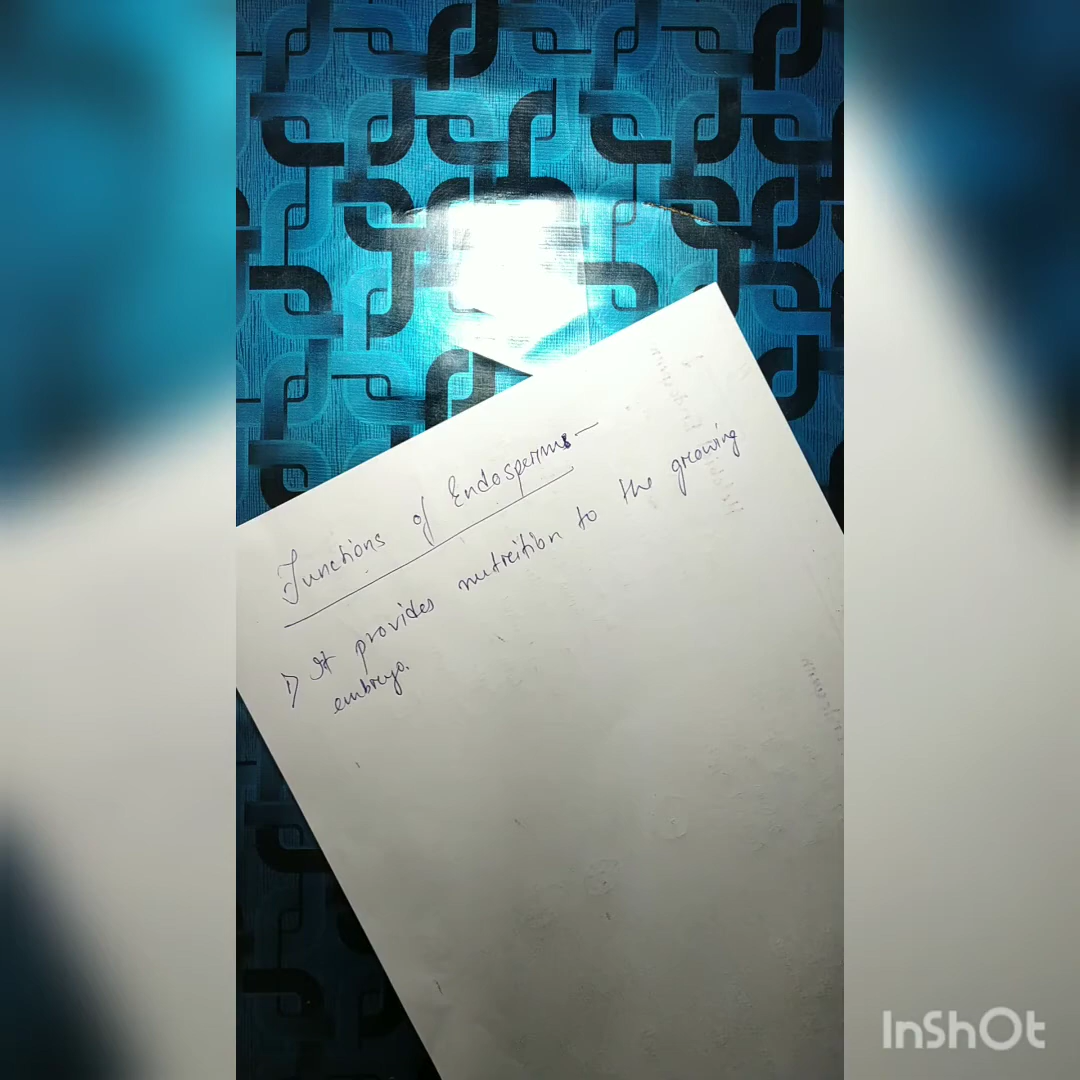 Functions of Endosperms-
1) It provides nutrition to the growing
embryo.
InShOt